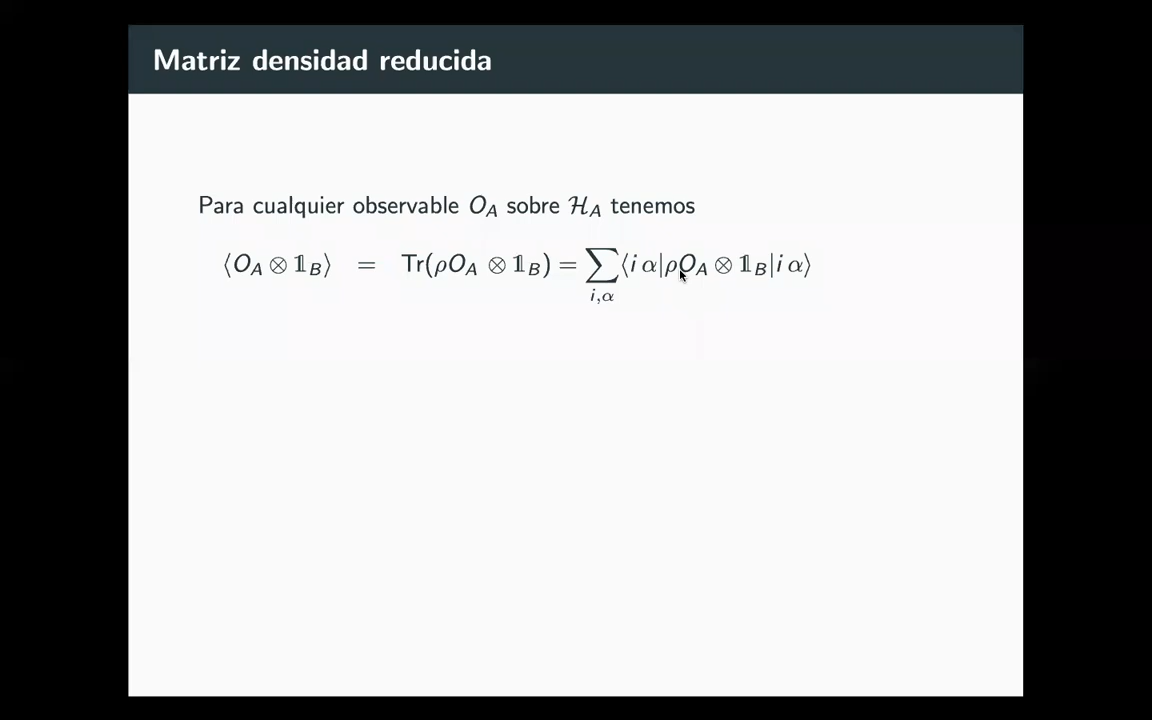 Matriz densidad reducida
Para cualquier observable O_A sobre ℋ_A tenemos
⟨O_A ⊗ 𝟙_B⟩ = Tr(ρO_A ⊗ 𝟙_B) = ∑_{i,α} ⟨i α|ρO_A ⊗ 𝟙_B|i α⟩